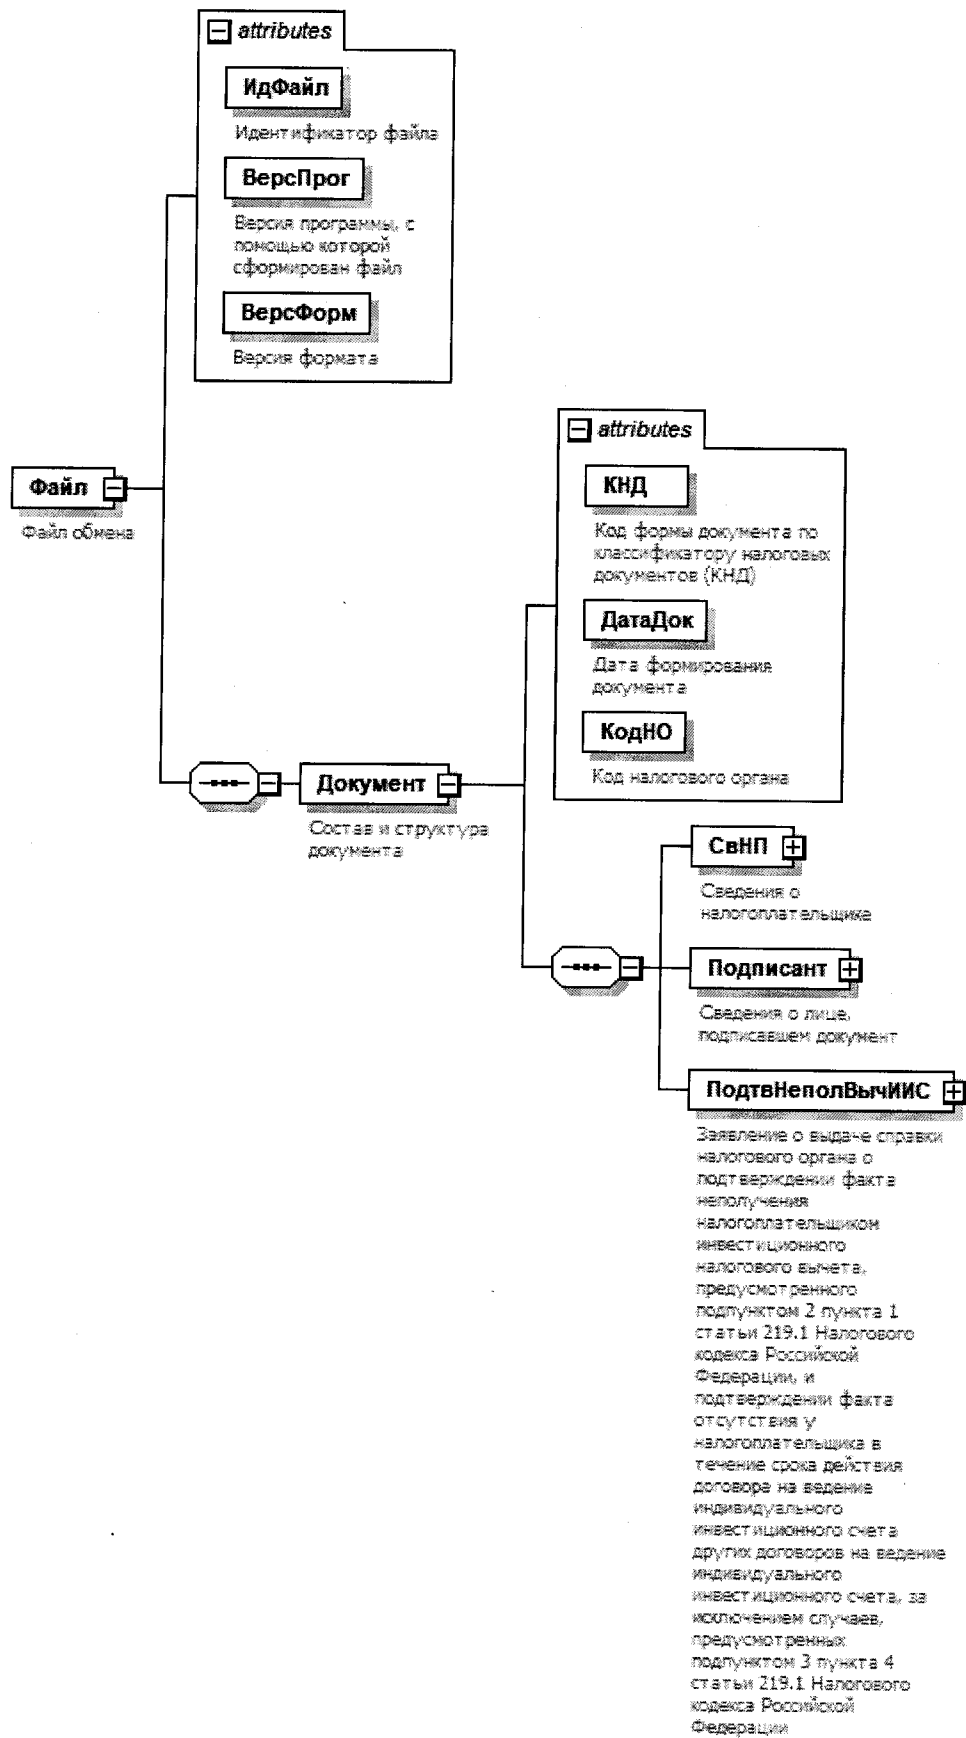 attributes
ИдФайл
Идентификатор файла
ВерсПрог
Версия программы, с
помощью которой
сформирован файл
ВерсФорм
Версия формата
Файл
Файл обмена
attributes
КНД
Код формы документа по
классификатору налоговых
документов (КНД)
ДатаДок
Дата формирования
документа
КодНО
Код налогового органа
Документ
Состав и структура
документа
СвНП
Сведения о
налогоплательщике
Подписант
Сведения о лице,
подписавшем документ
ПодтвНеполВычИИС
Заявление о выдаче справки
налогового органа о
подтверждении факта
неполучения
налогоплательщиком
инвестиционного
налогового вычета,
предусмотренного
подпунктом 2 пункта 1
статьи 219.1 Налогового
кодекса Российской
Федерации, и
подтверждении факта
отсутствия у
налогоплательщика в
течение срока действия
договора на ведение
индивидуального
инвестиционного счета
других договоров на ведение
индивидуального
инвестиционного счета, за
исключением случаев,
предусмотренных
подпунктом 3 пункта 4
статьи 219.1 Налогового
кодекса Российской
Федерации